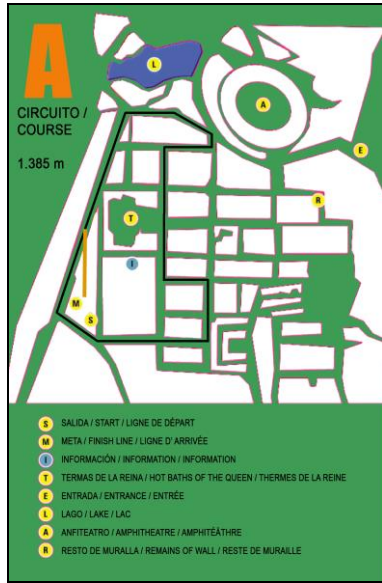 A
CIRCUITO /
COURSE
1.385 m
L
A
E
R
T
I
M
S
S SALIDA / START / LIGNE DE DÉPART
M META / FINISH LINE / LIGNE D' ARRIVÉE
I INFORMACIÓN / INFORMATION / INFORMATION
T TERMAS DE LA REINA / HOT BATHS OF THE QUEEN / THERMES DE LA REINE
E ENTRADA / ENTRANCE / ENTRÉE
L LAGO / LAKE / LAC
A ANFITEATRO / AMPHITHEATRE / AMPHITÉÂTHRE
R RESTO DE MURALLA / REMAINS OF WALL / RESTE DE MURAILLE